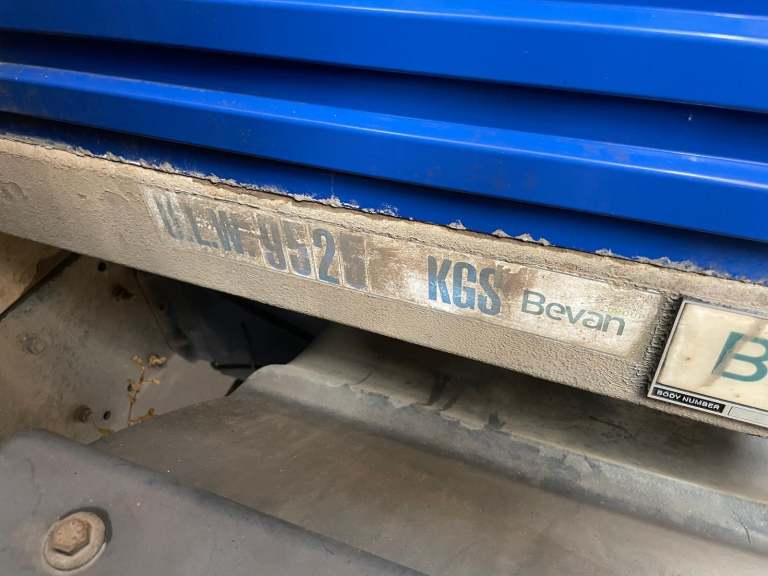 U.L.W. 9525 KGS Bevan
B
BODY NUMBER